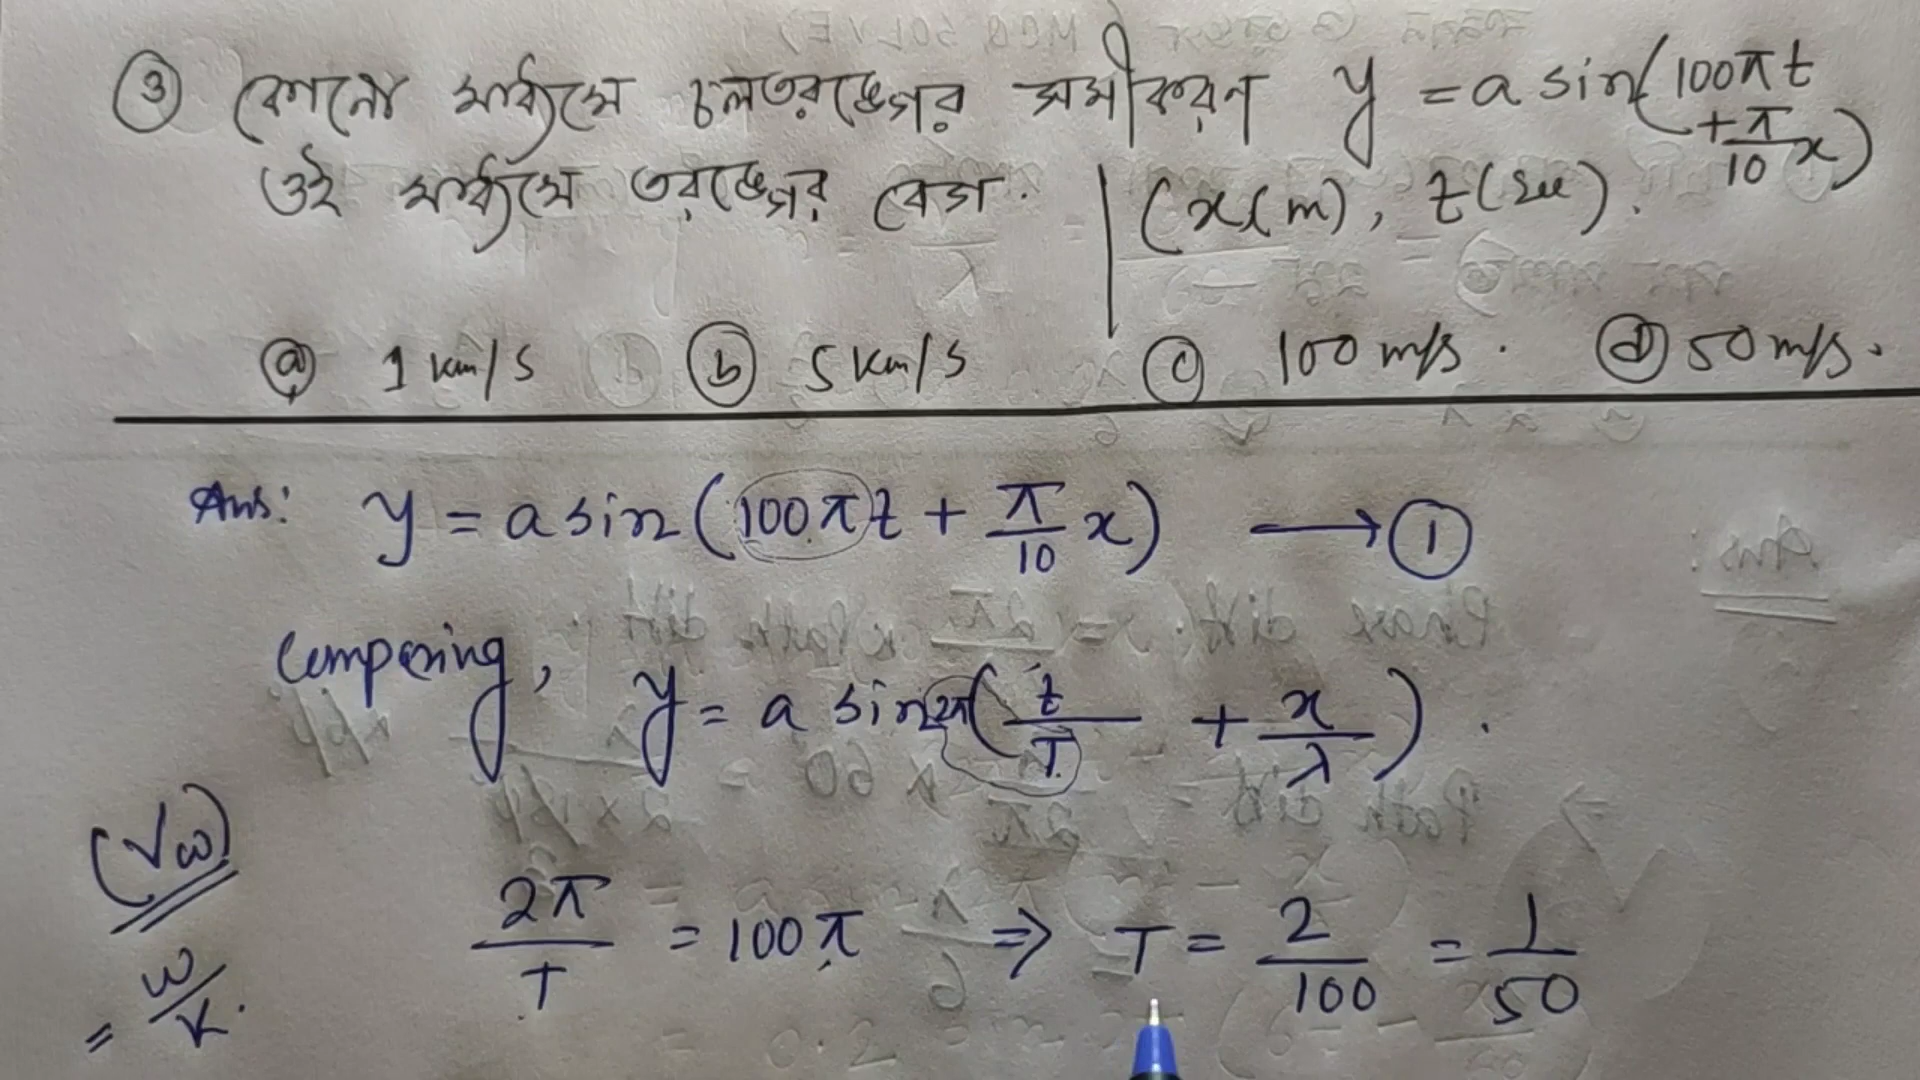 ③ কোনো মাধ্যমে চলতরঙ্গের সমীকরণ y = a sin(100πt + π/10 x)
ওই মাধ্যমে তরঙ্গের বেগ. | (x(m), t(sec).
ⓐ 1 km/s ⓑ 5 km/s ⓒ 100 m/s. ⓓ 50 m/s.
Ans: y = a sin(100πt + π/10 x) → ①
Comparing, y = a sin2π(t/T + x/λ).
(Vω)
= ω/K.
2π/T = 100π ⇒ T = 2/100 = 1/50